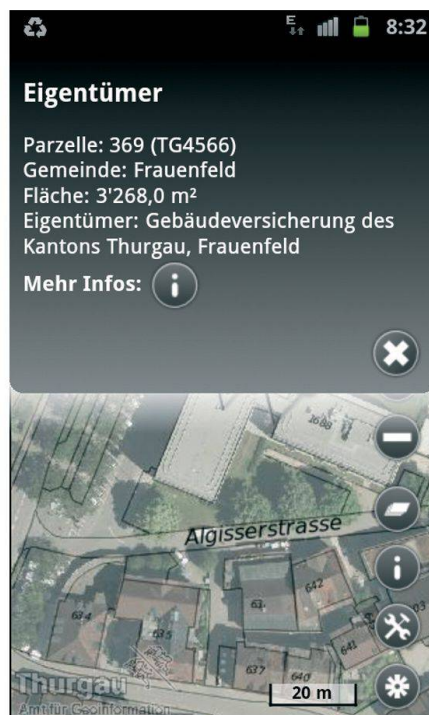 E
8:32
Eigentümer
Parzelle: 369 (TG4566)
Gemeinde: Frauenfeld
Fläche: 3'268,0 m²
Eigentümer: Gebäudeversicherung des
Kantons Thurgau, Frauenfeld
Mehr Infos: i
1688
Algisserstrasse
634
635
642
641
637
640
Thurgau
Amt für Geoinformation
20 m